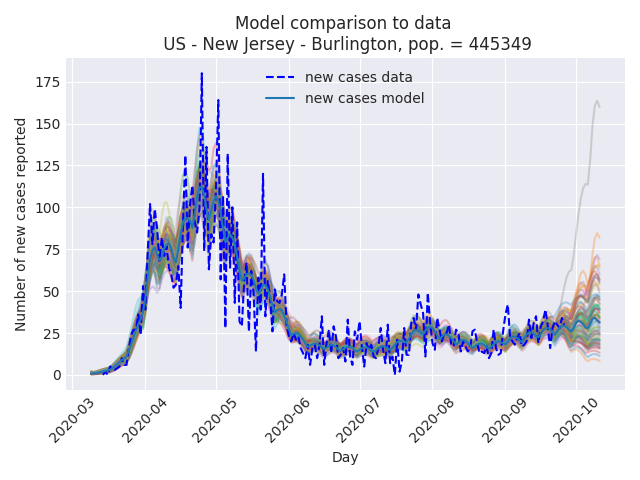 Model comparison to data
US - New Jersey - Burlington, pop. = 445349
new cases data
new cases model
Number of new cases reported
175
150
125
100
75
50
25
0
2020-03
2020-04
2020-05
2020-06
2020-07
2020-08
2020-09
2020-10
Day